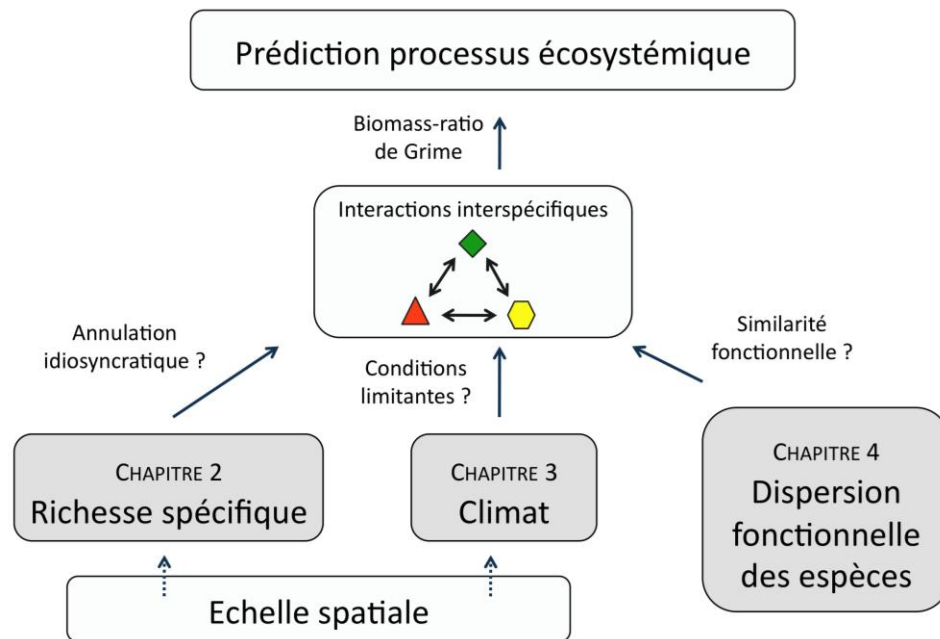 Prédiction processus écosystémique
Biomass-ratio
de Grime
Interactions interspécifiques
Annulation
idiosyncratique ?
Conditions
limitantes ?
Similarité
fonctionnelle ?
CHAPITRE 2
Richesse spécifique
CHAPITRE 3
Climat
CHAPITRE 4
Dispersion
fonctionnelle
des espèces
Echelle spatiale